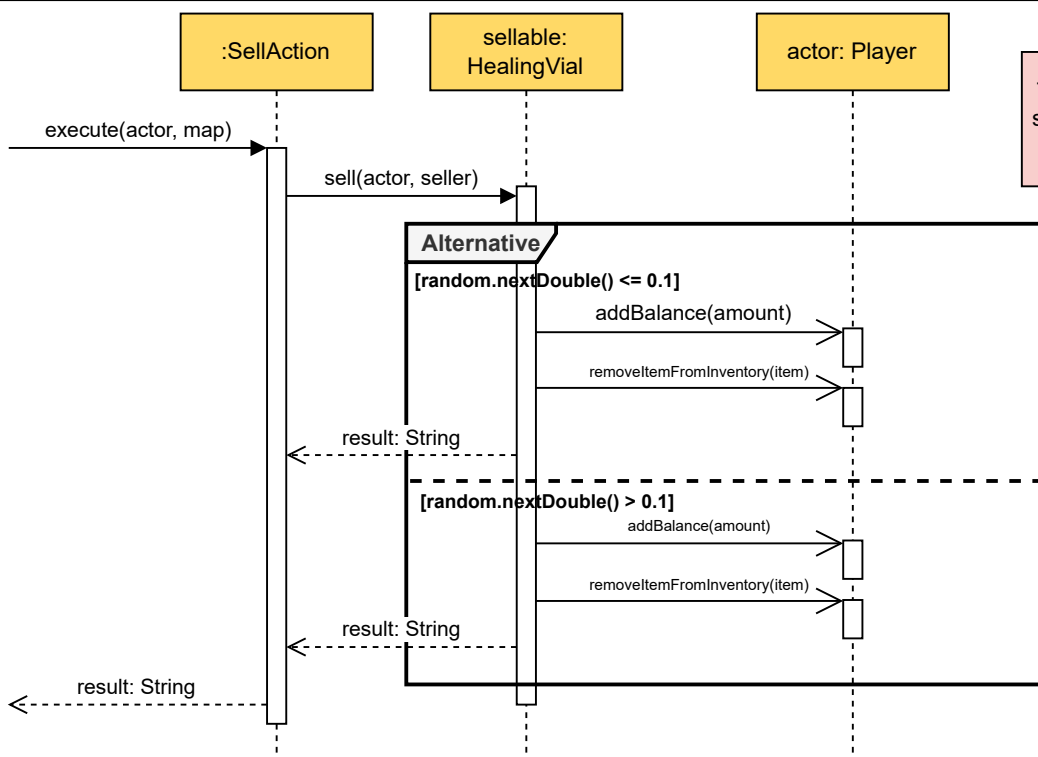 :SellAction
sellable:
HealingVial
actor: Player
execute(actor, map)
sell(actor, seller)
Alternative
[random.nextDouble() <= 0.1]
addBalance(amount)
removeItemFromInventory(item)
result: String
[random.nextDouble() > 0.1]
addBalance(amount)
removeItemFromInventory(item)
result: String
result: String